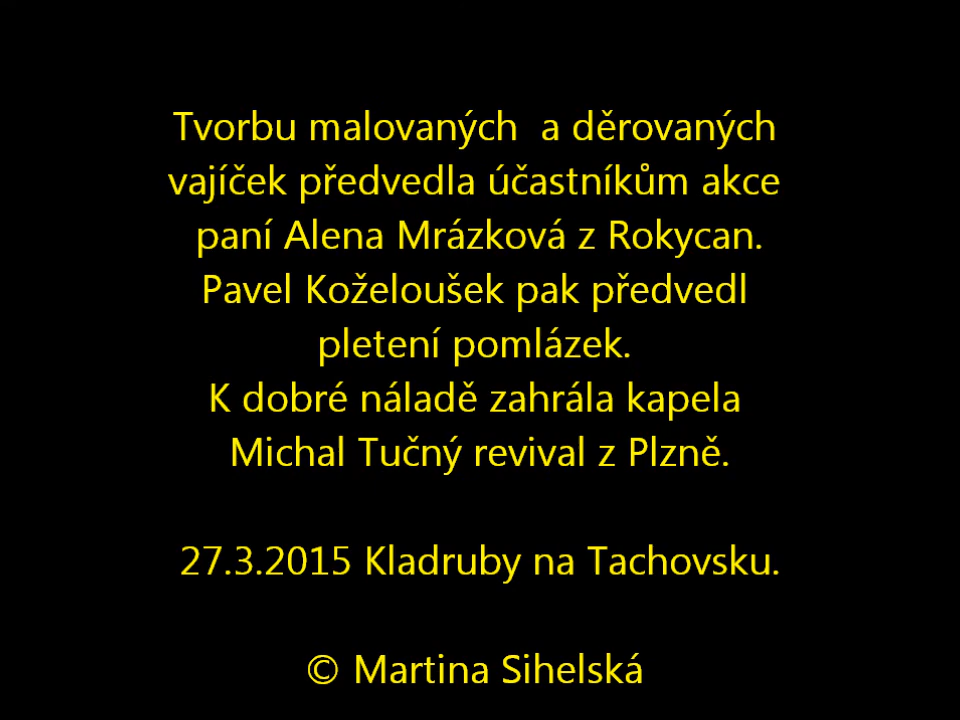 Tvorbu malovaných  a děrovaných
vajíček předvedla účastníkům akce
paní Alena Mrázková z Rokycan.
Pavel Koželoušek pak předvedl
pletení pomlázek.
K dobré náladě zahrála kapela
Michal Tučný revival z Plzně.
27.3.2015 Kladruby na Tachovsku.
© Martina Sihelská